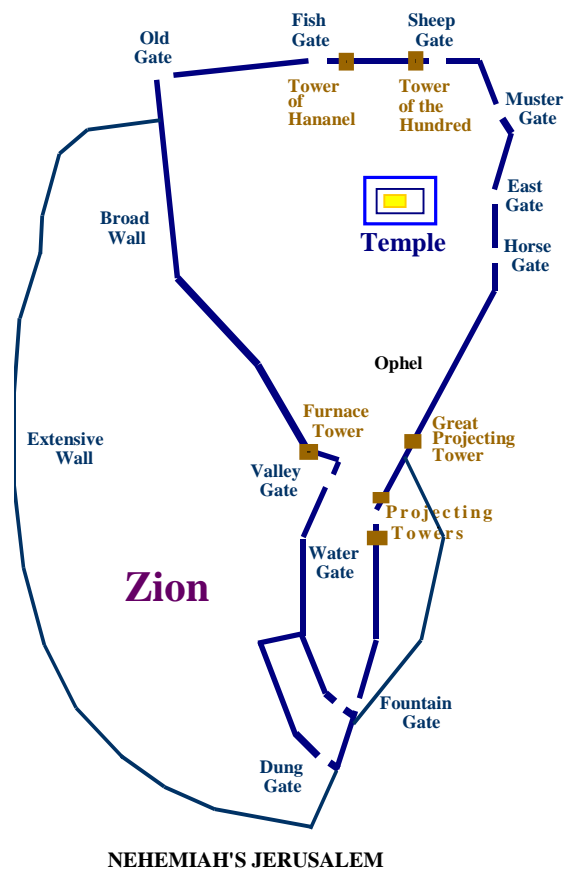 Old
Gate
Fish
Gate
Sheep
Gate
Tower
of
Hananel
Tower
of the
Hundred
Muster
Gate
East
Gate
Broad
Wall
Temple
Horse
Gate
Ophel
Furnace
Tower
Great
Projecting
Tower
Extensive
Wall
Valley
Gate
Projecting
Towers
Water
Gate
Zion
Fountain
Gate
Dung
Gate
NEHEMIAH'S JERUSALEM